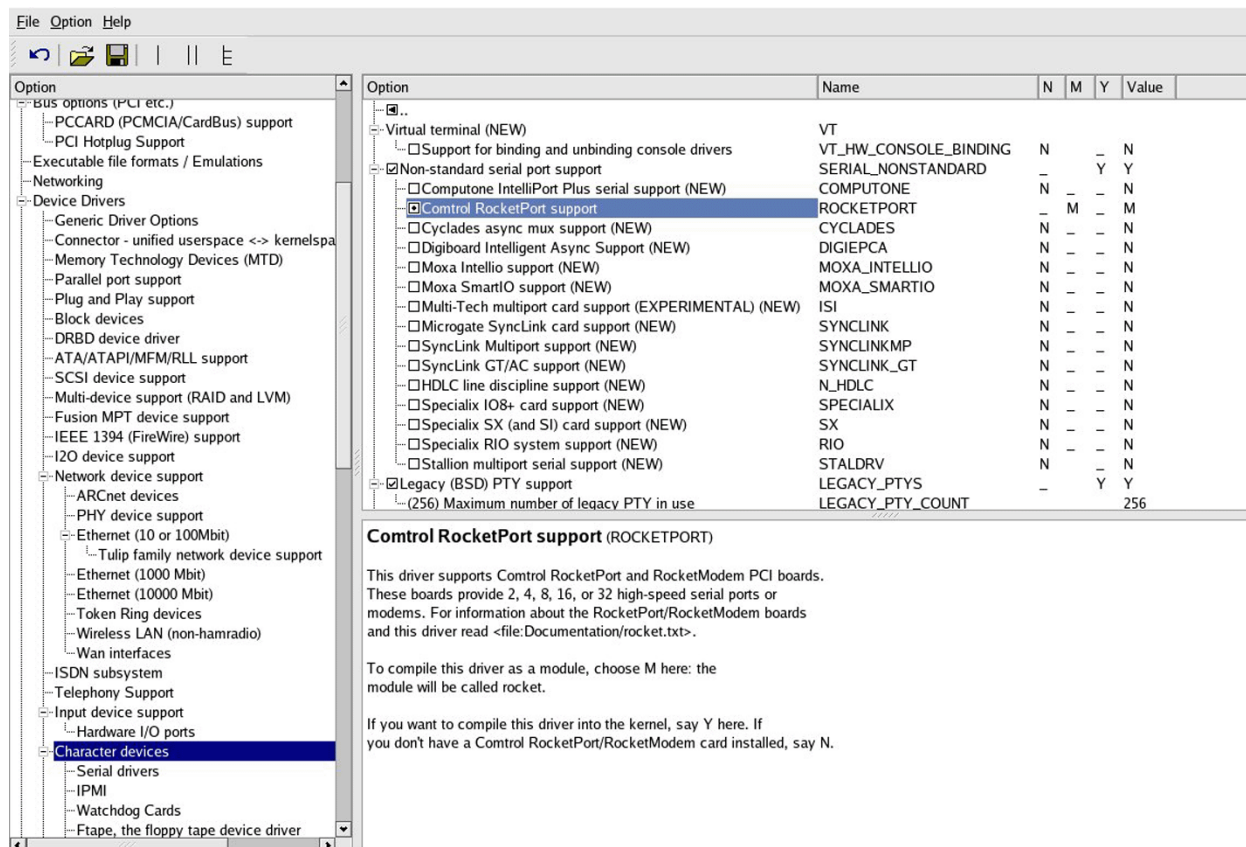 File Option Help
Option
Bus options (PCI etc.)
PCCARD (PCMCIA/CardBus) support
PCI Hotplug Support
Executable file formats / Emulations
Networking
Device Drivers
Generic Driver Options
Connector - unified userspace <-> kernelspa
Memory Technology Devices (MTD)
Parallel port support
Plug and Play support
Block devices
DRBD device driver
ATA/ATAPI/MFM/RLL support
SCSI device support
Multi-device support (RAID and LVM)
Fusion MPT device support
IEEE 1394 (FireWire) support
I2O device support
Network device support
ARCnet devices
PHY device support
Ethernet (10 or 100Mbit)
Tulip family network device support
Ethernet (1000 Mbit)
Ethernet (10000 Mbit)
Token Ring devices
Wireless LAN (non-hamradio)
Wan interfaces
ISDN subsystem
Telephony Support
Input device support
Hardware I/O ports
Character devices
Serial drivers
IPMI
Watchdog Cards
Ftape, the floppy tape device driver
Option Name N M Y Value
..
Virtual terminal (NEW) VT
Support for binding and unbinding console drivers VT_HW_CONSOLE_BINDING N _ N
Non-standard serial port support SERIAL_NONSTANDARD _ Y Y
Computone IntelliPort Plus serial support (NEW) COMPUTONE N _ _ N
Comtrol RocketPort support ROCKETPORT _ M _ M
Cyclades async mux support (NEW) CYCLADES N _ _ N
Digiboard Intelligent Async Support (NEW) DIGIEPCA N _ _ N
Moxa Intellio support (NEW) MOXA_INTELLIO N _ _ N
Moxa SmartIO support (NEW) MOXA_SMARTIO N _ _ N
Multi-Tech multiport card support (EXPERIMENTAL) (NEW) ISI N _ _ N
Microgate SyncLink card support (NEW) SYNCLINK N _ _ N
SyncLink Multiport support (NEW) SYNCLINKMP N _ _ N
SyncLink GT/AC support (NEW) SYNCLINK_GT N _ _ N
HDLC line discipline support (NEW) N_HDLC N _ _ N
Specialix IO8+ card support (NEW) SPECIALIX N _ _ N
Specialix SX (and SI) card support (NEW) SX N _ _ N
Specialix RIO system support (NEW) RIO N _ _ N
Stallion multiport serial support (NEW) STALDRV N _ N
Legacy (BSD) PTY support LEGACY_PTYS _ Y Y
(256) Maximum number of legacy PTY in use LEGACY_PTY_COUNT 256
Comtrol RocketPort support (ROCKETPORT)
This driver supports Comtrol RocketPort and RocketModem PCI boards.
These boards provide 2, 4, 8, 16, or 32 high-speed serial ports or
modems. For information about the RocketPort/RocketModem boards
and this driver read <file:Documentation/rocket.txt>.
To compile this driver as a module, choose M here: the
module will be called rocket.
If you want to compile this driver into the kernel, say Y here. If
you don't have a Comtrol RocketPort/RocketModem card installed, say N.